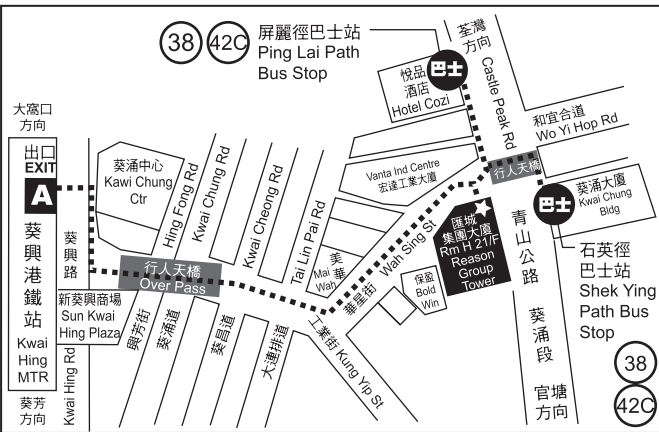 38
42C
屏麗徑巴士站
Ping Lai Path
Bus Stop
荃灣
方向
Castle Peak Rd
悅品
酒店
Hotel Cozi
巴士
和宜合道
Wo Yi Hop Rd
大窩口
方向
出口
EXIT
A
葵興港鐵站
Kwai
Hing
MTR
葵芳
方向
葵興路
Kwai Hing Rd
葵涌中心
Kawi Chung
Ctr
新葵興商場
Sun Kwai
Hing Plaza
行人天橋
Over Pass
Hing Fong Rd
興芳街
Kwai Chung Rd
葵涌道
Kwai Cheong Rd
葵昌道
Tai Lin Pai Rd
大連排道
美華
Mai
Wah
華星街
Wah Sing St
工業街 Kung Yip St
Vanta Ind Centre
宏達工業大廈
保盈
Bold
Win
匯城
集團大廈
Rm H 21/F
Reason
Group
Tower
行人天橋
巴士
葵涌大廈
Kwai Chung
Bldg
青山公路
葵涌段
官塘
方向
石英徑
巴士站
Shek Ying
Path Bus
Stop
38
42C